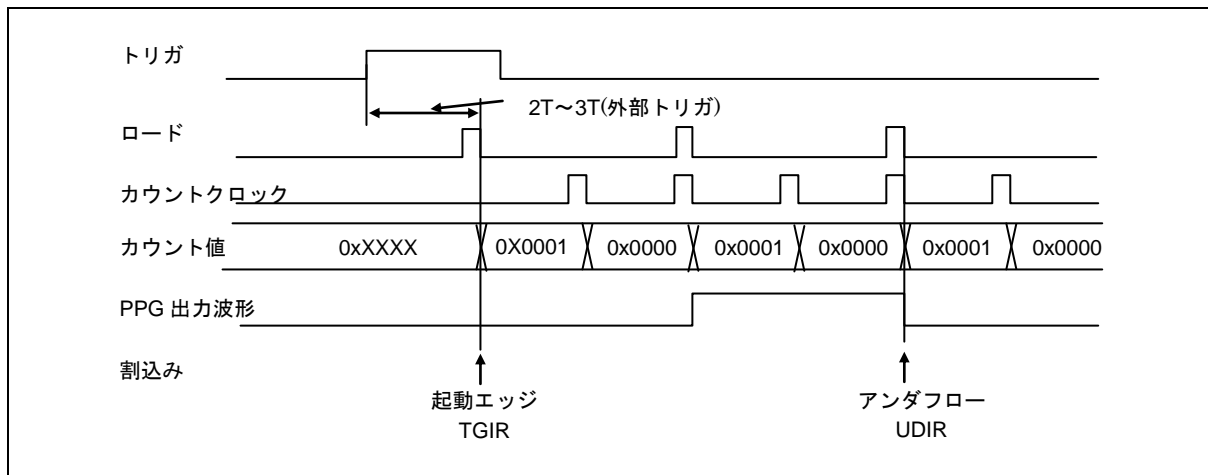 トリガ
2T～3T(外部トリガ)
ロード
カウントクロック
カウント値 0xXXXX 0X0001 0x0000 0x0001 0x0000 0x0001 0x0000
PPG 出力波形
割込み
起動エッジ アンダフロー
TGIR UDIR